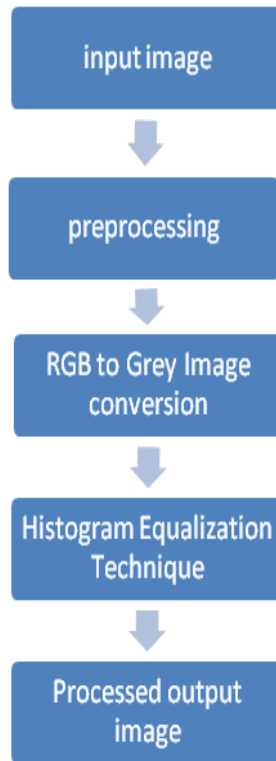 input image
preprocessing
RGB to Grey Image
conversion
Histogram Equalization
Technique
Processed output
image